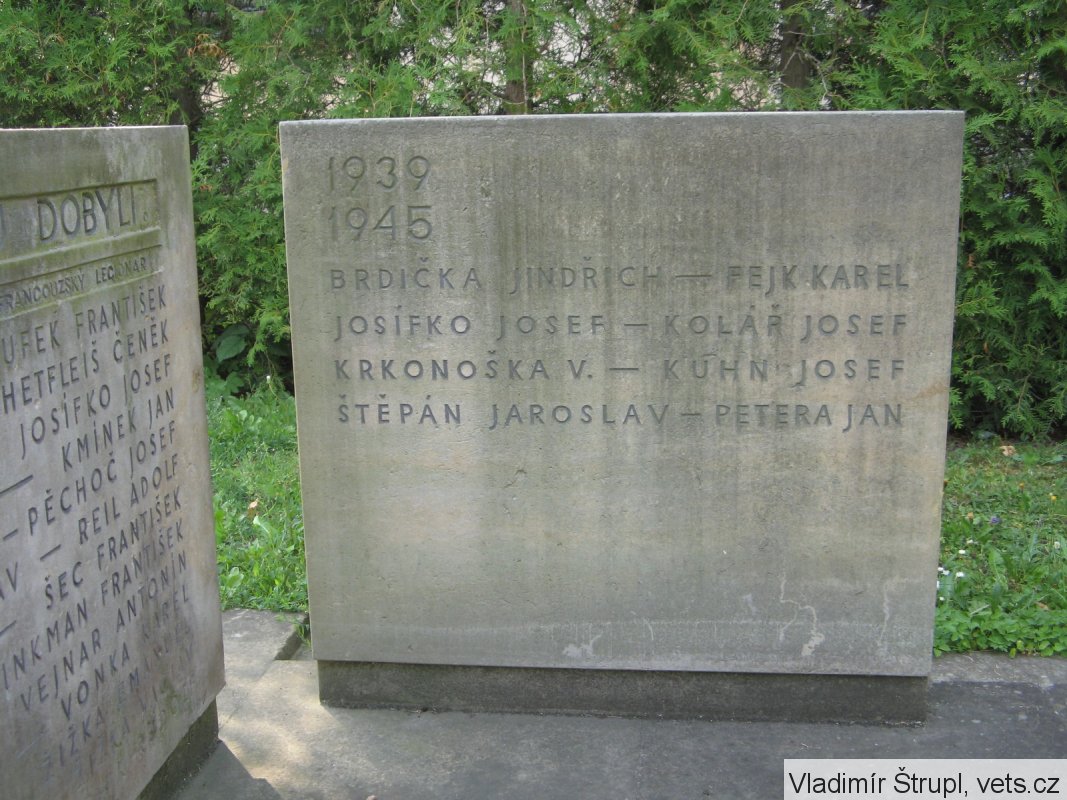 DOBYLI.
FRANCOUZSKÝ LEGIONÁŘ
FRANTIŠEK
HETFLEIŠ ČENĚK
JOSÍFKO JOSEF
— KMÍNEK JAN
— PĚCHOČ JOSEF
— REIL ADOLF
ŠEC FRANTIŠEK
FRANTIŠEK
VEJNAR ANTONÍN
VONKA KAREL
ŽIŽKA
1939
1945
BRDIČKA JINDŘICH — FEJK KAREL
JOSÍFKO JOSEF — KOLÁŘ JOSEF
KRKONOŠKA V. — KÜHN JOSEF
ŠTĚPÁN JAROSLAV — PETERA JAN
Vladimír Štrupl, vets.cz